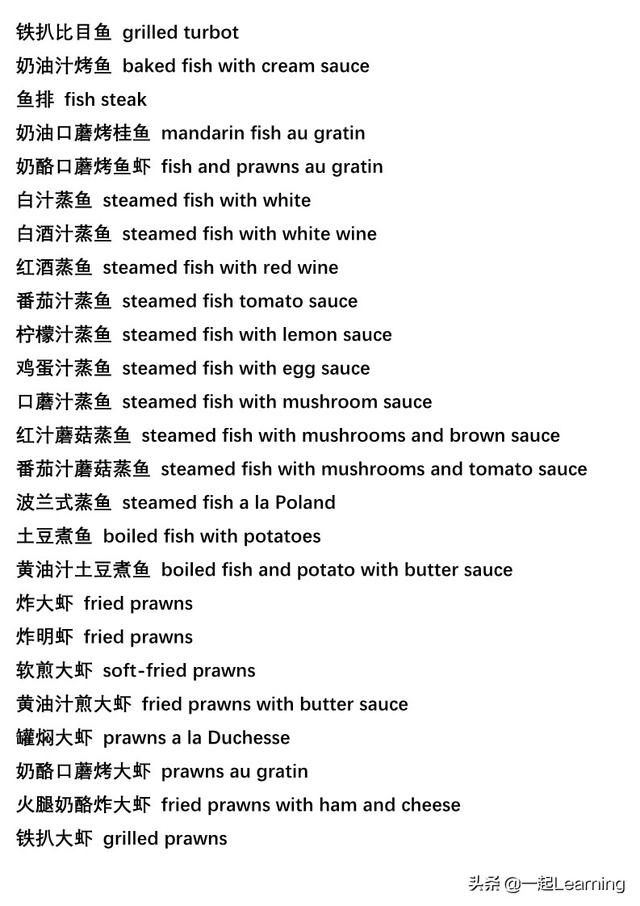 铁扒比目鱼 grilled turbot
奶油汁烤鱼 baked fish with cream sauce
鱼排 fish steak
奶油口蘑烤桂鱼 mandarin fish au gratin
奶酪口蘑烤鱼虾 fish and prawns au gratin
白汁蒸鱼 steamed fish with white
白酒汁蒸鱼 steamed fish with white wine
红酒蒸鱼 steamed fish with red wine
番茄汁蒸鱼 steamed fish tomato sauce
柠檬汁蒸鱼 steamed fish with lemon sauce
鸡蛋汁蒸鱼 steamed fish with egg sauce
口蘑汁蒸鱼 steamed fish with mushroom sauce
红汁蘑菇蒸鱼 steamed fish with mushrooms and brown sauce
番茄汁蘑菇蒸鱼 steamed fish with mushrooms and tomato sauce
波兰式蒸鱼 steamed fish a la Poland
土豆煮鱼 boiled fish with potatoes
黄油汁土豆煮鱼 boiled fish and potato with butter sauce
炸大虾 fried prawns
炸明虾 fried prawns
软煎大虾 soft-fried prawns
黄油汁煎大虾 fried prawns with butter sauce
罐焖大虾 prawns a la Duchesse
奶酪口蘑烤大虾 prawns au gratin
火腿奶酪炸大虾 fried prawns with ham and cheese
铁扒大虾 grilled prawns
头条 @一起Learning